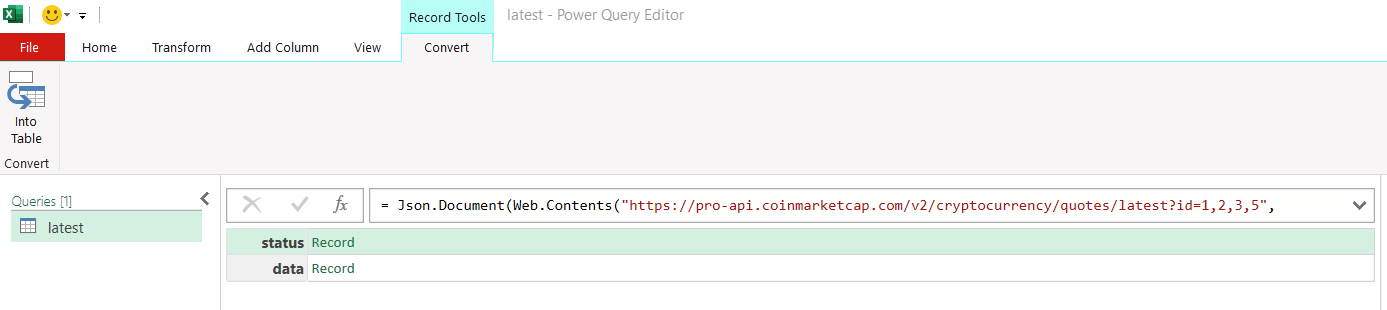 Record Tools
latest - Power Query Editor
File
Home
Transform
Add Column
View
Convert
Into
Table
Convert
Queries [1]
latest
fx
= Json.Document(Web.Contents("https://pro-api.coinmarketcap.com/v2/cryptocurrency/quotes/latest?id=1,2,3,5",
status Record
data Record